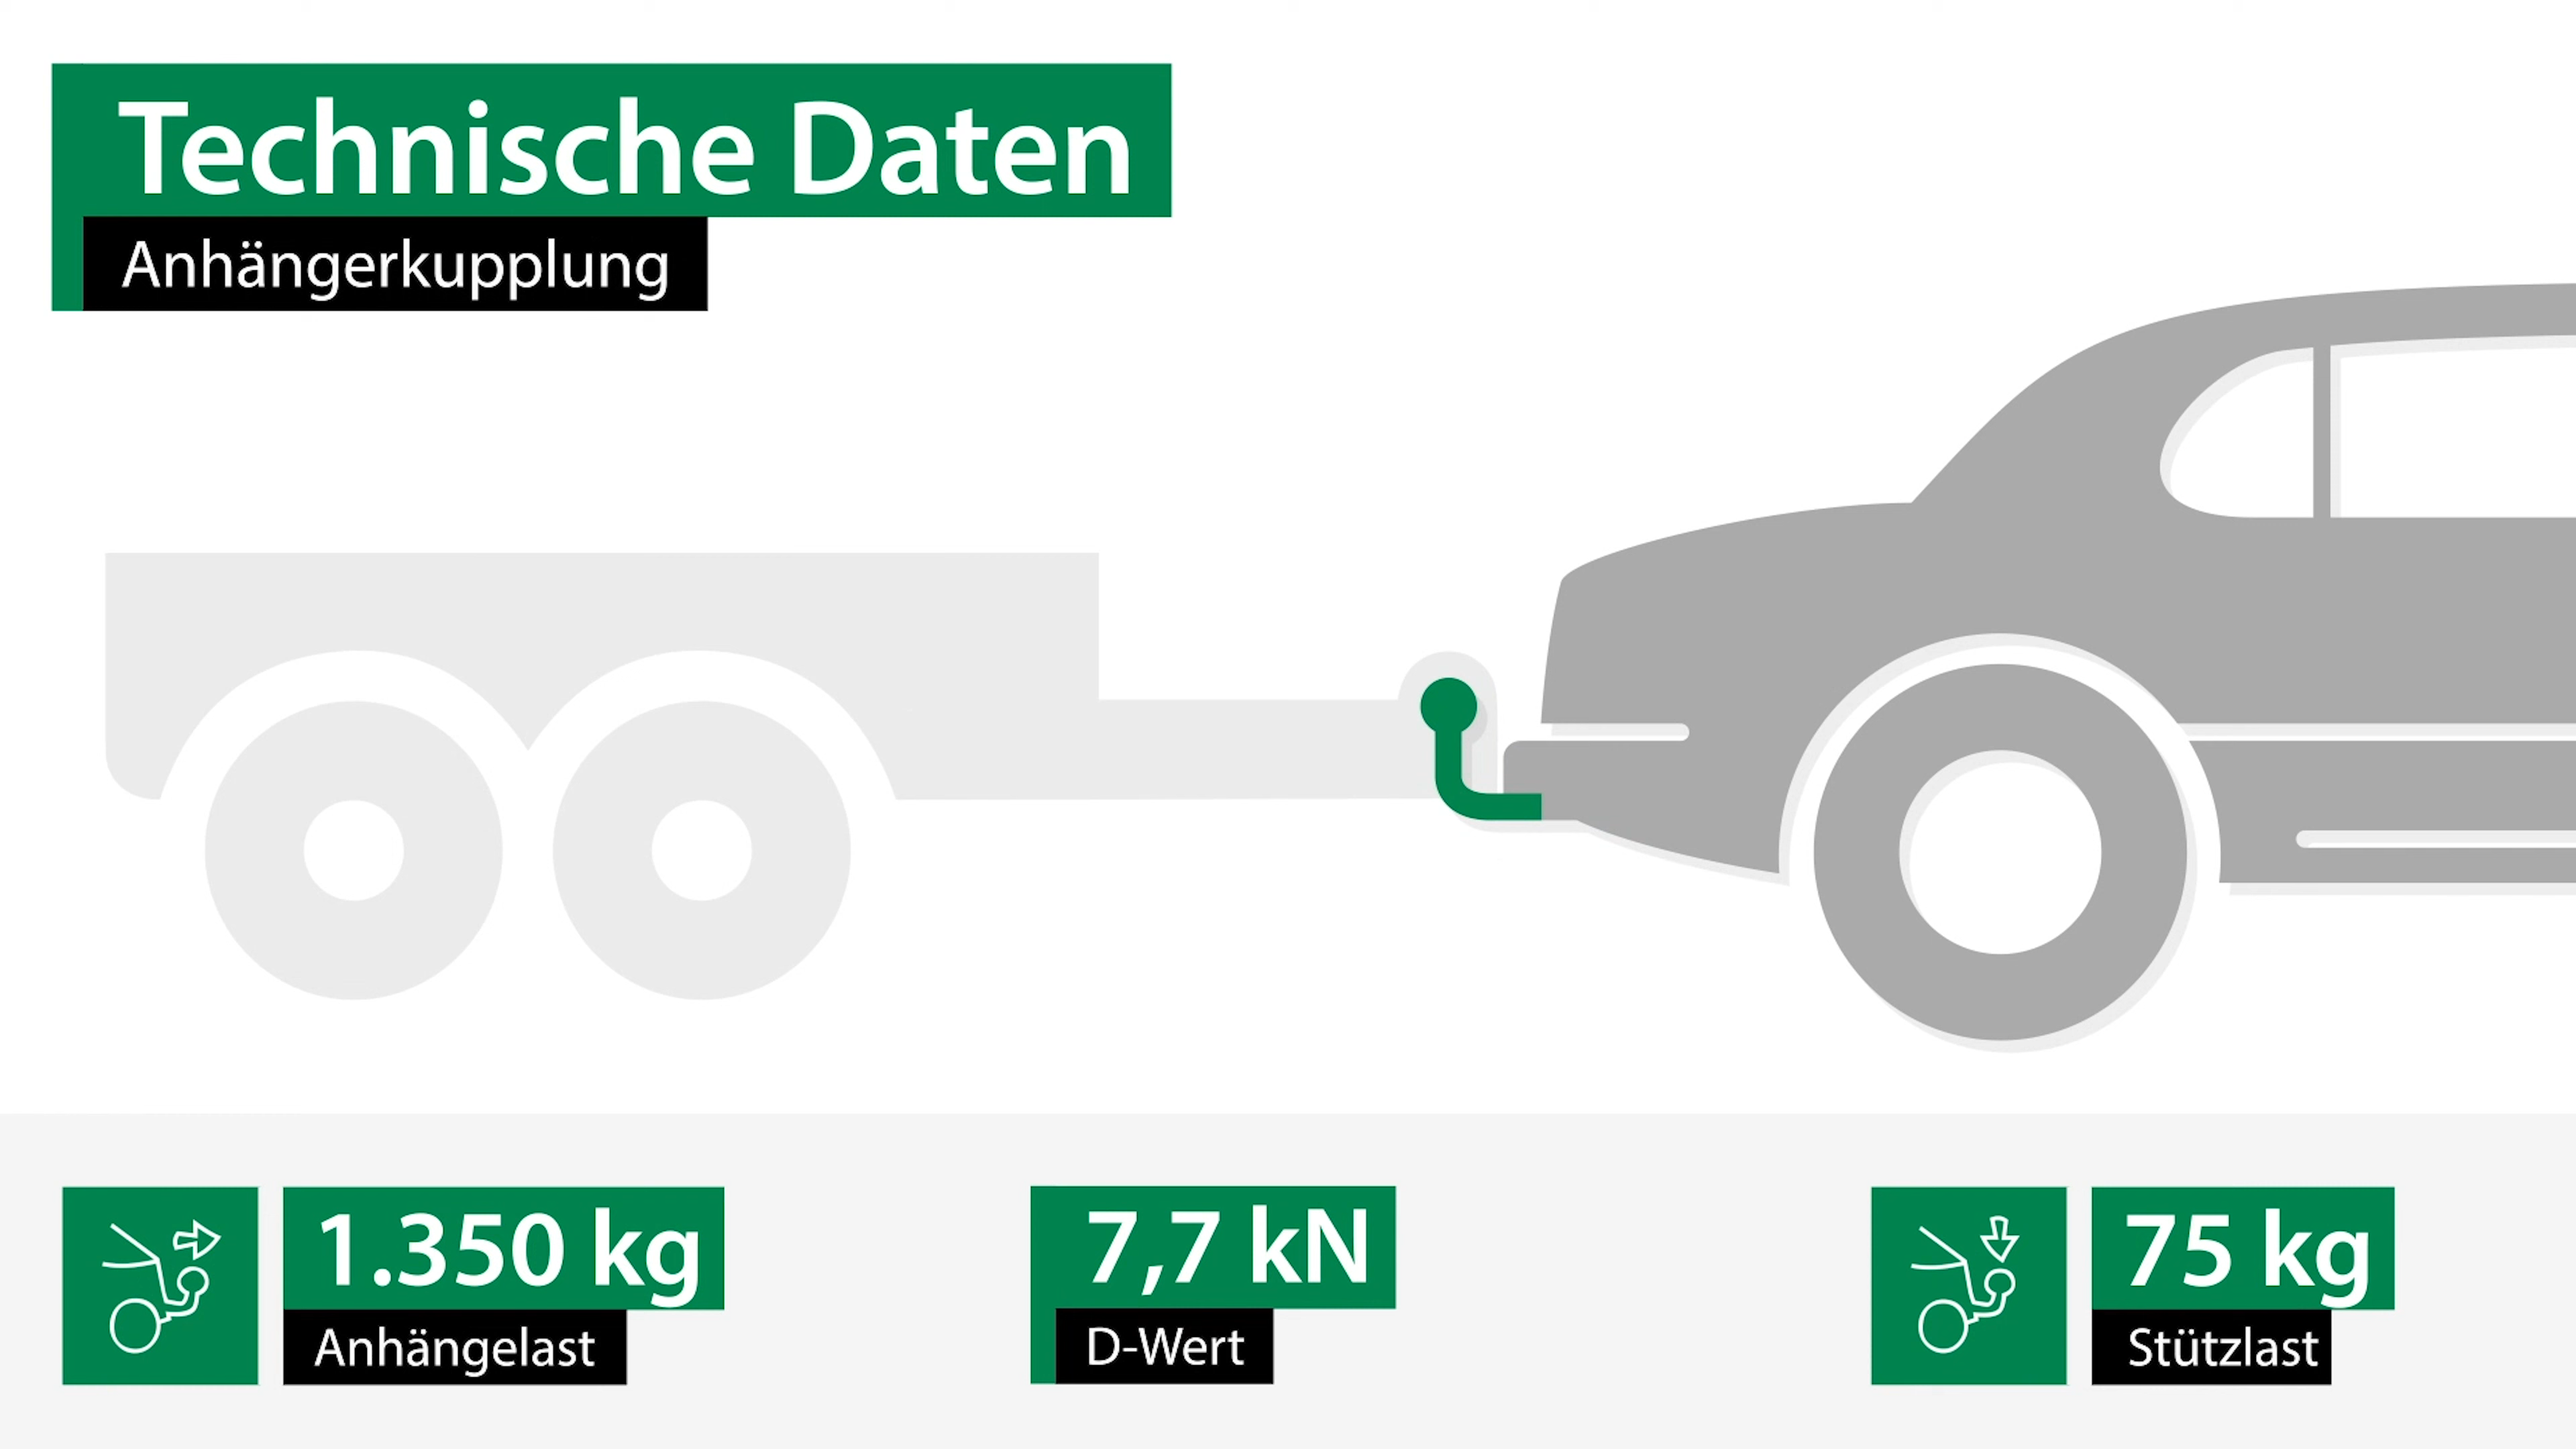 Technische Daten
Anhängerkupplung
1.350 kg
Anhängelast
7,7 kN
D-Wert
75 kg
Stützlast